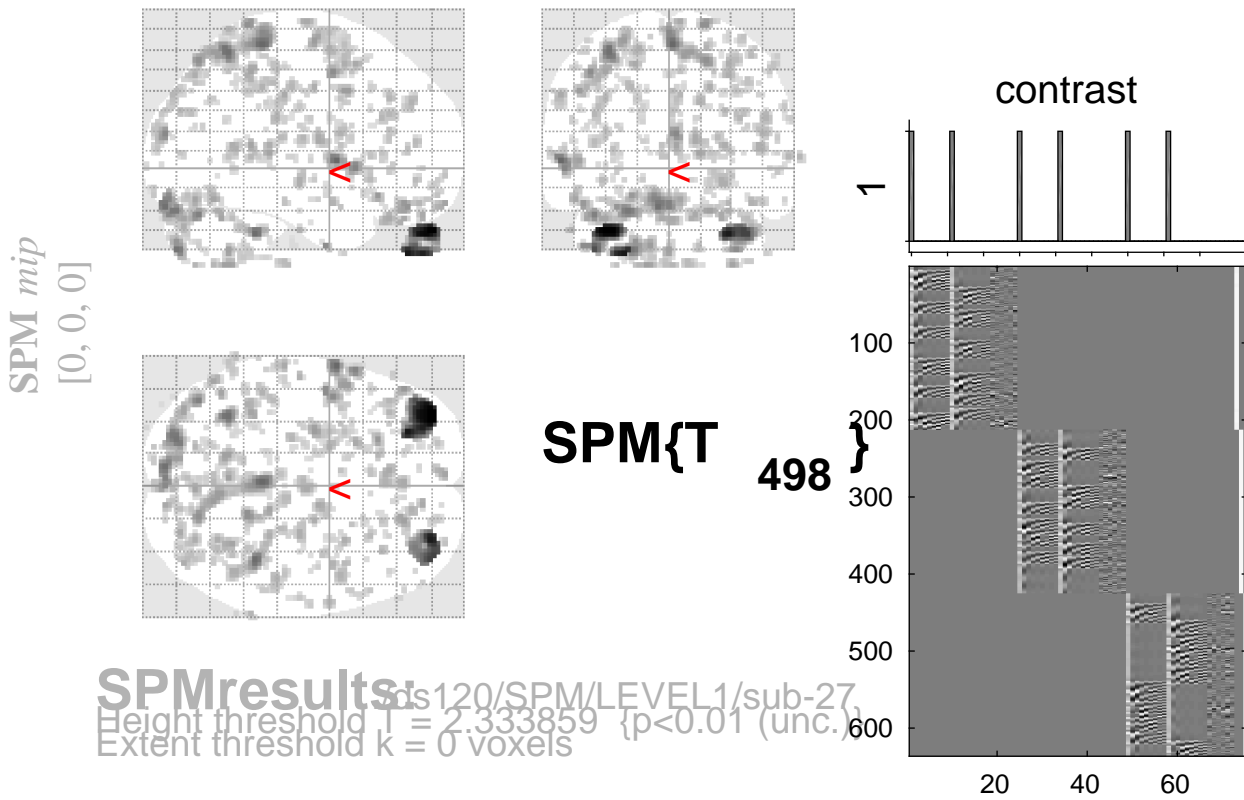 SPM mip
[0, 0, 0]
<
<
<
SPM{T 498 }
contrast
1
100
200
300
400
500
600
20 40 60
SPMresults: /ds120/SPM/LEVEL1/sub-27
Height threshold T = 2.333859 {p<0.01 (unc.)}
Extent threshold k = 0 voxels